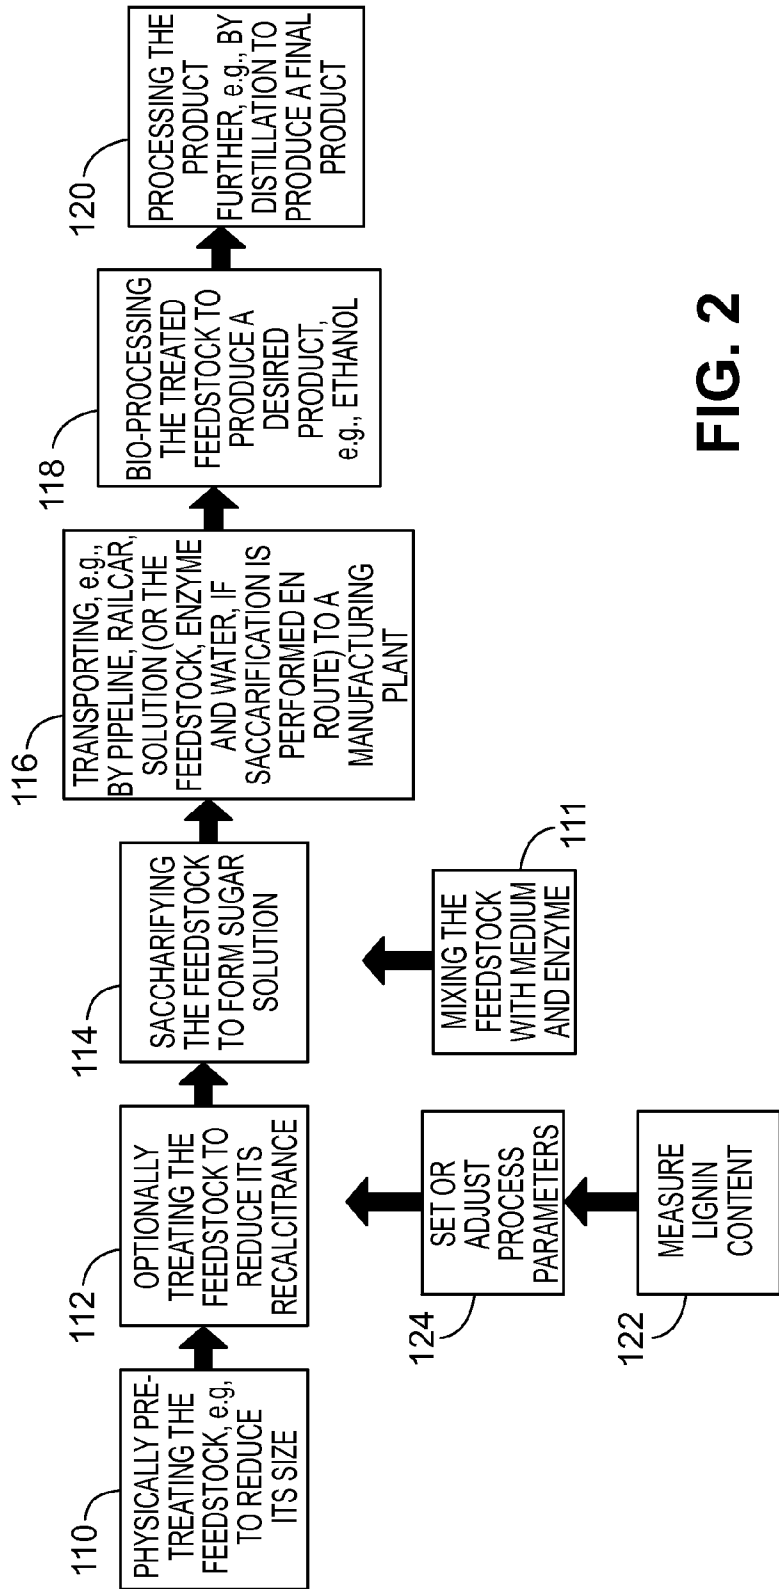 110
PHYSICALLY PRE-
TREATING THE
FEEDSTOCK, e.g,
TO REDUCE
ITS SIZE
112
OPTIONALLY
TREATING THE
FEEDSTOCK TO
REDUCE ITS
RECALCITRANCE
114
SACCHARIFYING
THE FEEDSTOCK
TO FORM SUGAR
SOLUTION
116
TRANSPORTING, e.g.,
BY PIPELINE, RAILCAR,
SOLUTION (OR THE
FEEDSTOCK, ENZYME
AND WATER, IF
SACCARIFICATION IS
PERFORMED EN
ROUTE) TO A
MANUFACTURING
PLANT
118
BIO-PROCESSING
THE TREATED
FEEDSTOCK TO
PRODUCE A
DESIRED
PRODUCT,
e.g., ETHANOL
120
PROCESSING THE
PRODUCT
FURTHER, e.g., BY
DISTILLATION TO
PRODUCE A FINAL
PRODUCT
124
SET OR
ADJUST
PROCESS
PARAMETERS
111
MIXING THE
FEEDSTOCK
WITH MEDIUM
AND ENZYME
122
MEASURE
LIGNIN
CONTENT
FIG. 2